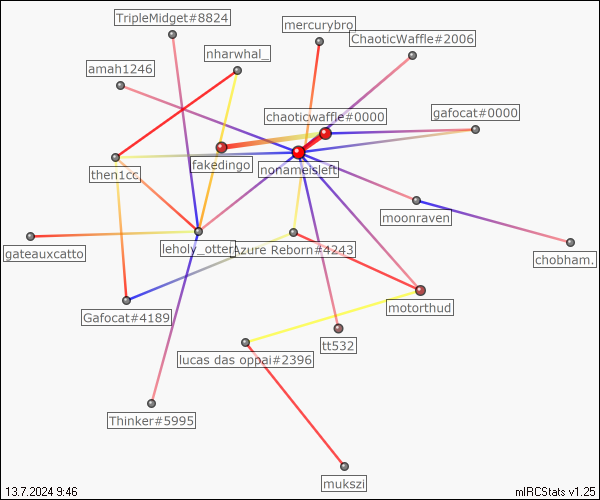 TripleMidget#8824
mercurybro
ChaoticWaffle#2006
nharwhal_
amah1246
chaoticwaffle#0000
gafocat#0000
fakedingo
nonameisleft
then1cc
moonraven
gateauxcatto
leholy_otter
Azure Reborn#4243
chobham.
Gafocat#4189
motorthud
tt532
lucas das oppai#2396
Thinker#5995
mukszi
13.7.2024 9:46
mIRCStats v1.25